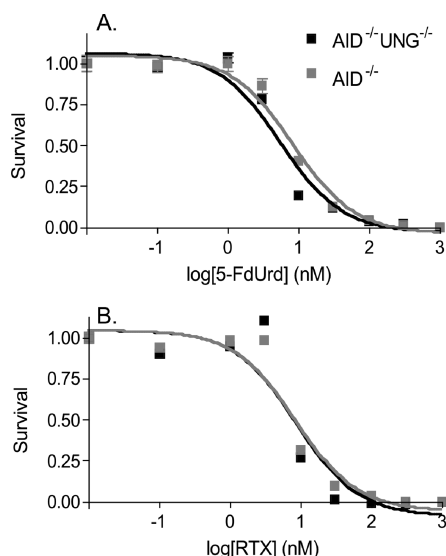 A.
AID-/-UNG-/-
AID-/-
Survival
1.00
0.75
0.50
0.25
0.00
-1 0 1 2 3
log[5-FdUrd] (nM)
B.
Survival
1.00
0.75
0.50
0.25
0.00
-1 0 1 2 3
log[RTX] (nM)